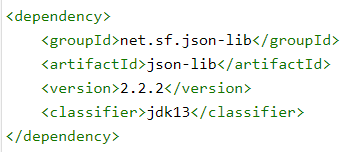 <dependency>
    <groupId>net.sf.json-lib</groupId>
    <artifactId>json-lib</artifactId>
    <version>2.2.2</version>
    <classifier>jdk13</classifier>
</dependency>